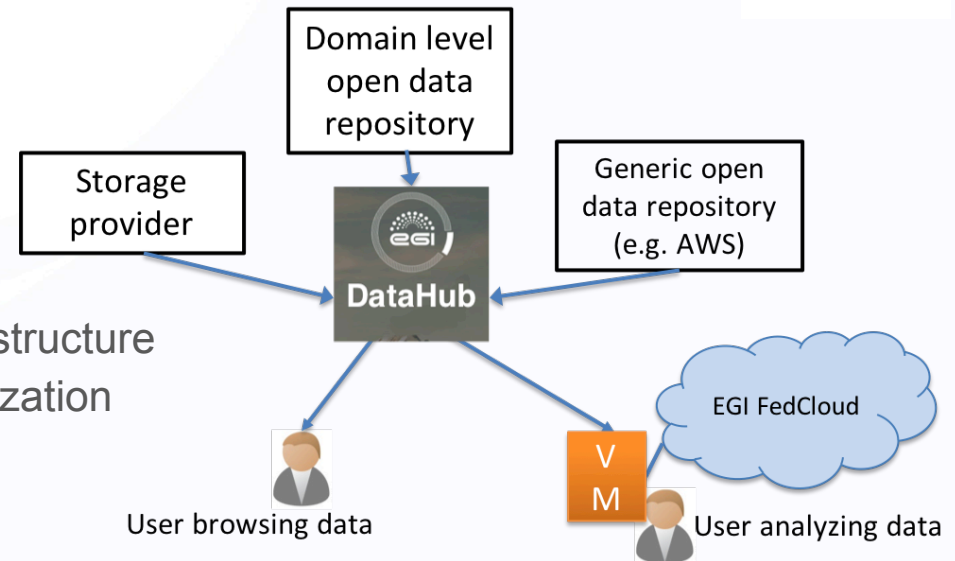 Domain level
open data
repository
Storage
provider
Generic open
data repository
(e.g. AWS)
egi
DataHub
structure
zation
EGI FedCloud
V
M
User browsing data
User analyzing data